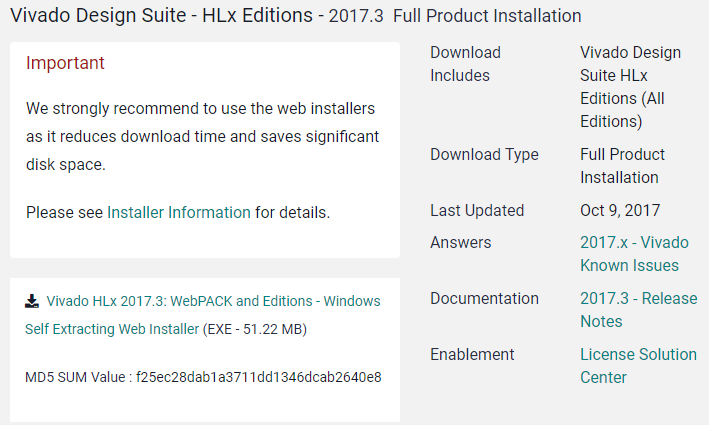 Vivado Design Suite - HLx Editions - 2017.3 Full Product Installation
Important
We strongly recommend to use the web installers
as it reduces download time and saves significant
disk space.
Please see Installer Information for details.
Vivado HLx 2017.3: WebPACK and Editions - Windows
Self Extracting Web Installer (EXE - 51.22 MB)
MD5 SUM Value : f25ec28dab1a3711dd1346dcab2640e8
Download
Includes
Vivado Design
Suite HLx
Editions (All
Editions)
Download Type
Full Product
Installation
Last Updated
Oct 9, 2017
Answers
2017.x - Vivado
Known Issues
Documentation
2017.3 - Release
Notes
Enablement
License Solution
Center